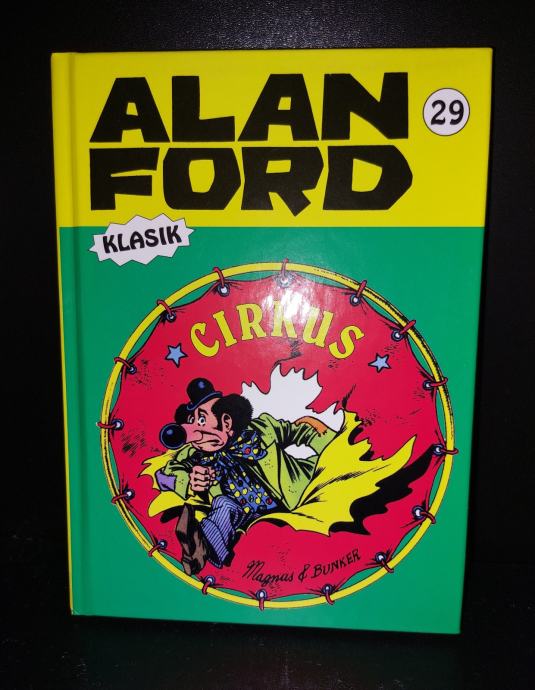 ALAN
FORD
29
KLASIK
CIRKUS
Magnus & BUNKER